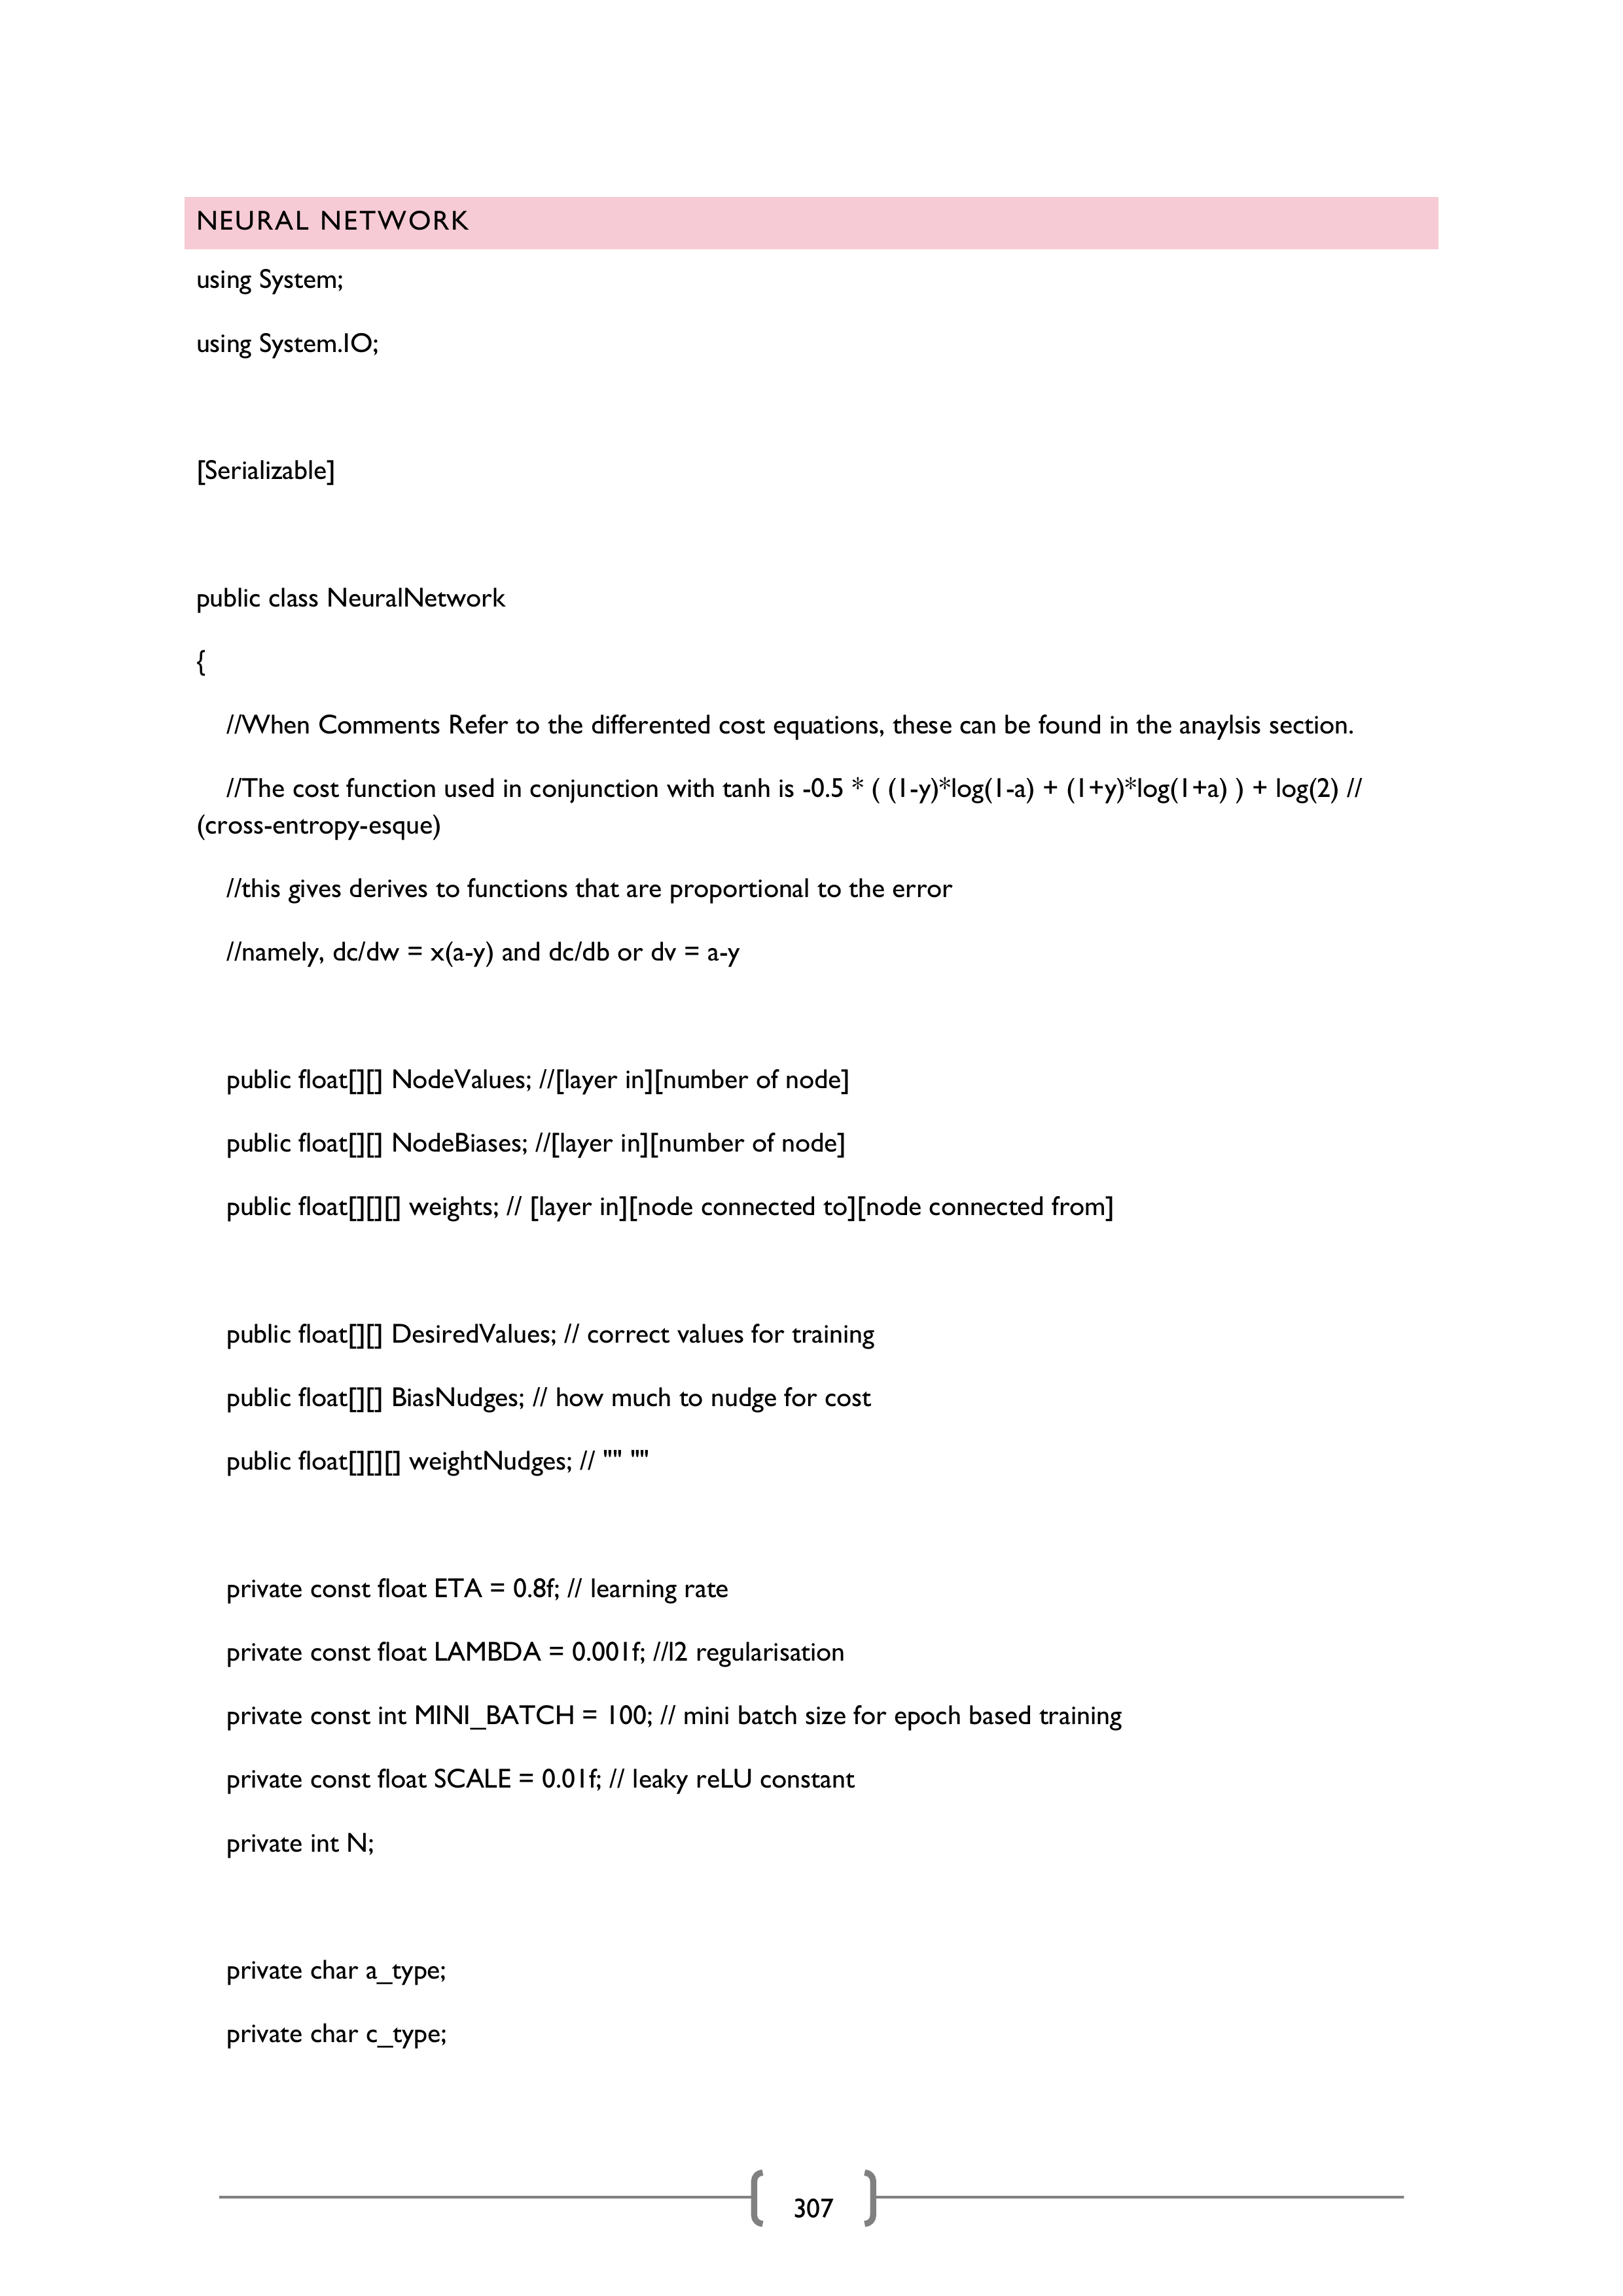 NEURAL NETWORK
using System;
using System.IO;
[Serializable]
public class NeuralNetwork
{
//When Comments Refer to the differented cost equations, these can be found in the anaylsis section.
//The cost function used in conjunction with tanh is -0.5 * ( (1-y)*log(1-a) + (1+y)*log(1+a) ) + log(2) //
(cross-entropy-esque)
//this gives derives to functions that are proportional to the error
//namely, dc/dw = x(a-y) and dc/db or dv = a-y
public float[][] NodeValues; //[layer in][number of node]
public float[][] NodeBiases; //[layer in][number of node]
public float[][][] weights; // [layer in][node connected to][node connected from]
public float[][] DesiredValues; // correct values for training
public float[][] BiasNudges; // how much to nudge for cost
public float[][][] weightNudges; // "" ""
private const float ETA = 0.8f; // learning rate
private const float LAMBDA = 0.001f; //l2 regularisation
private const int MINI_BATCH = 100; // mini batch size for epoch based training
private const float SCALE = 0.01f; // leaky reLU constant
private int N;
private char a_type;
private char c_type;
307